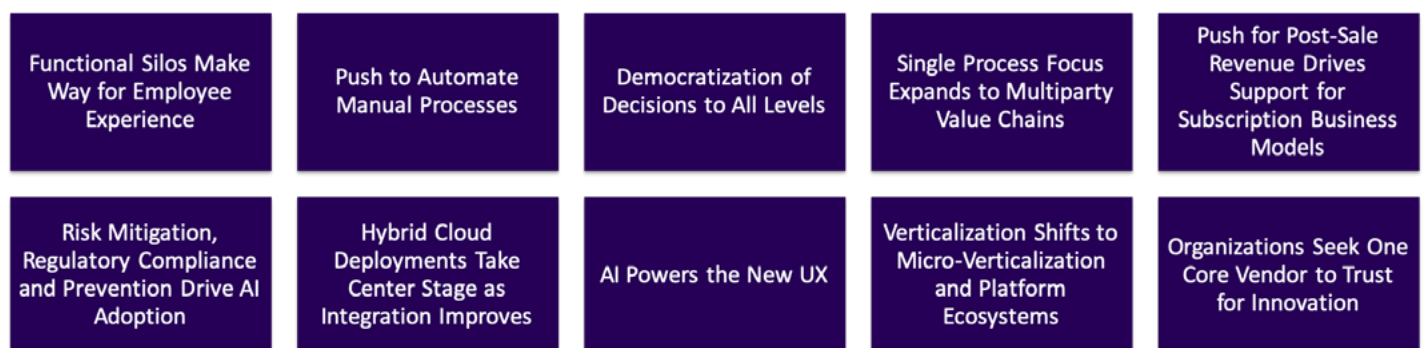 Functional Silos Make
Way for Employee
Experience
Push to Automate
Manual Processes
Democratization of
Decisions to All Levels
Single Process Focus
Expands to Multiparty
Value Chains
Push for Post-Sale
Revenue Drives
Support for
Subscription Business
Models
Risk Mitigation,
Regulatory Compliance
and Prevention Drive AI
Adoption
Hybrid Cloud
Deployments Take
Center Stage as
Integration Improves
AI Powers the New UX
Verticalization Shifts to
Micro-Verticalization
and Platform
Ecosystems
Organizations Seek One
Core Vendor to Trust
for Innovation